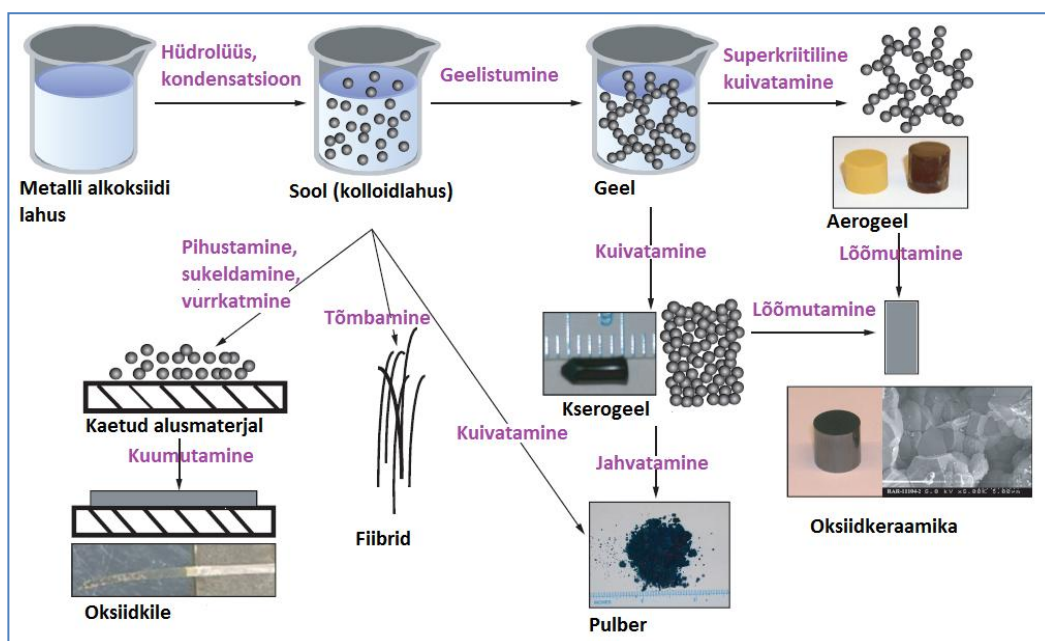 Hüdrolüüs,
kondensatsioon
Geelistumine
Superkriitiline
kuivatamine
Metalli alkoksiidi
lahus
Sool (kolloidlahus)
Geel
Aerogeel
Pihustamine,
sukeldamine,
vurrkatmine
Tõmbamine
Kuivatamine
Lõõmutamine
Lõõmutamine
Kserogeel
Kaetud alusmaterjal
Kuumutamine
Kuivatamine
Jahvatamine
Oksiidkeraamika
Fiibrid
Oksiidkile
Pulber